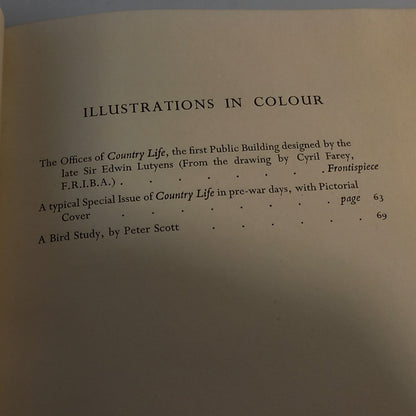 ILLUSTRATIONS IN COLOUR
The Offices of Country Life, the first Public Building designed by the
late Sir Edwin Lutyens (From the drawing by Cyril Farey,
F.R.I.B.A.) . . . . . . Frontispiece
A typical Special Issue of Country Life in pre-war days, with Pictorial
Cover . . . . . . . page 63
A Bird Study, by Peter Scott . . . . . 69